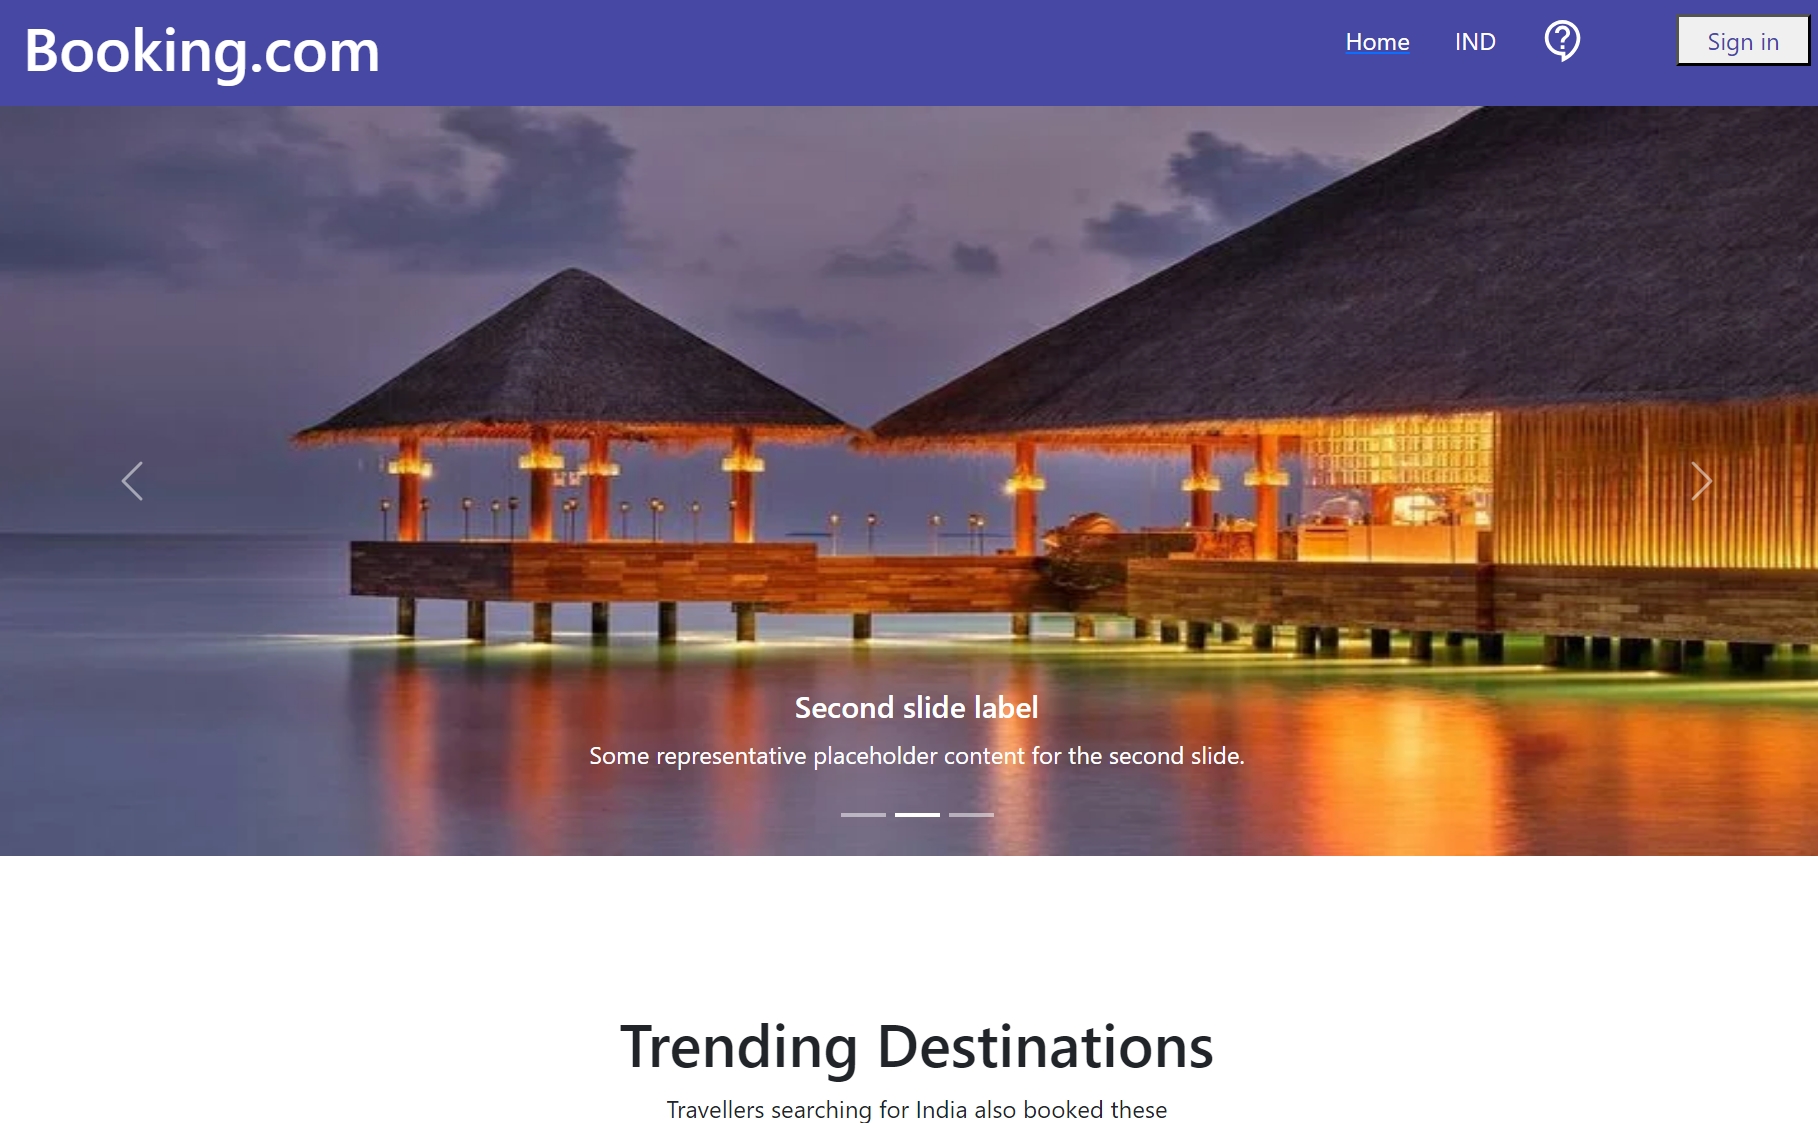 Booking.com
Home
IND
Sign in
Second slide label
Some representative placeholder content for the second slide.
Trending Destinations
Travellers searching for India also booked these